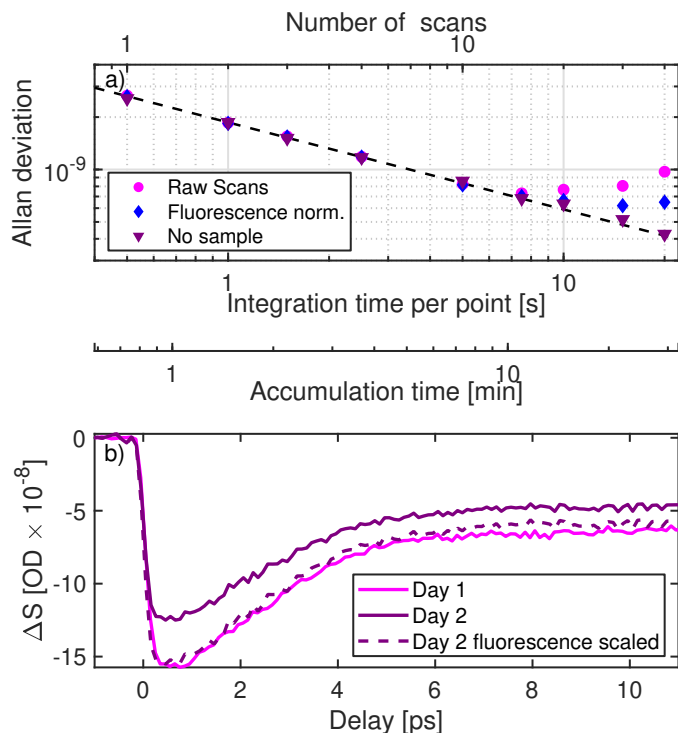 Number of scans
1 10
a)
Allan deviation
10-9
Raw Scans
Fluorescence norm.
No sample
1 10
Integration time per point [s]
1 10
Accumulation time [min]
b)
ΔS [OD × 10-8]
0
-5
-10
-15
Day 1
Day 2
Day 2 fluorescence scaled
0 2 4 6 8 10
Delay [ps]